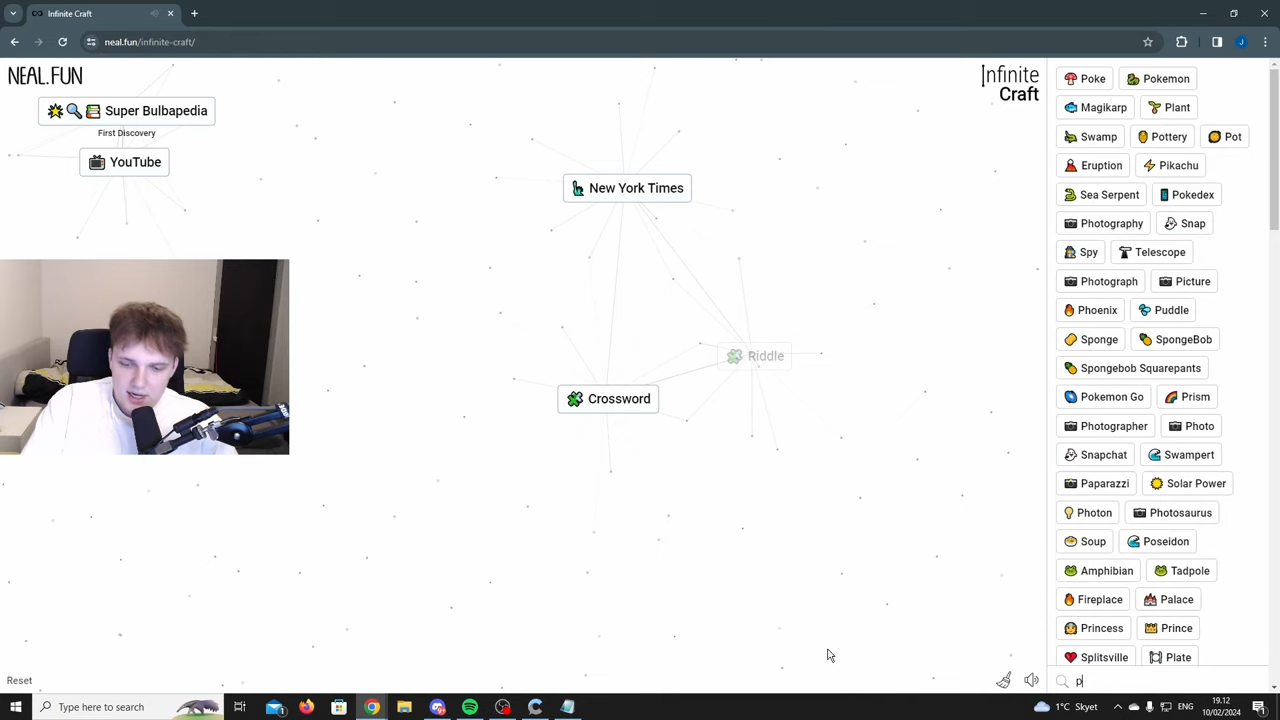 Infinite Craft
neal.fun/infinite-craft/
NEAL.FUN
Infinite
Craft
Super Bulbapedia
First Discovery
YouTube
New York Times
Riddle
Crossword
Poke Pokemon
Magikarp Plant
Swamp Pottery Pot
Eruption Pikachu
Sea Serpent Pokedex
Photography Snap
Spy Telescope
Photograph Picture
Phoenix Puddle
Sponge SpongeBob
Spongebob Squarepants
Pokemon Go Prism
Photographer Photo
Snapchat Swampert
Paparazzi Solar Power
Photon Photosaurus
Soup Poseidon
Amphibian Tadpole
Fireplace Palace
Princess Prince
Splitsville Plate
Reset
p
Type here to search
1°C Skyet
ENG
19.12
10/02/2024